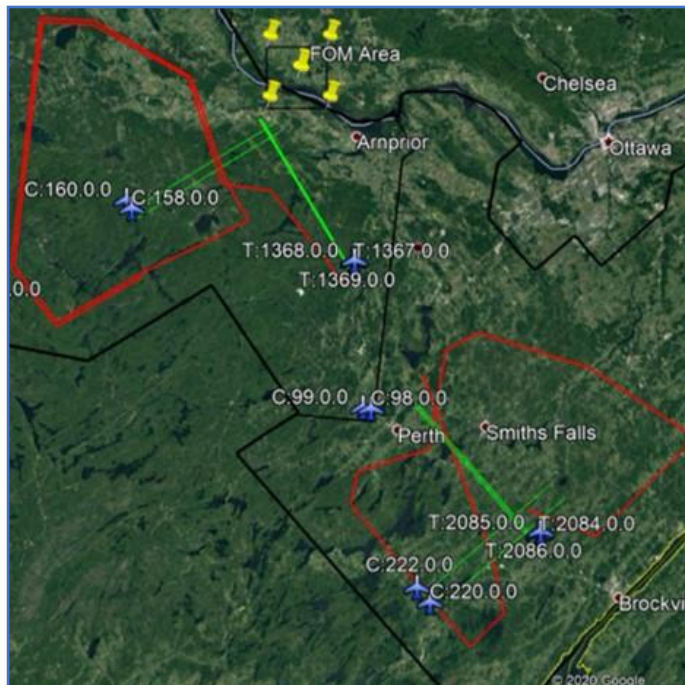 FOM Area
Chelsea
Arnprior
Ottawa
C:160.0.0
C:158.0.0
T:1368.0.0
T:1367.0.0
T:1369.0.0
.0.0
C:99.0.0
C:98.0.0
Perth
Smiths Falls
T:2085.0.0
T:2084.0.0
T:2086.0.0
C:222.0.0
C:220.0.0
Brockvi
© 2020 Google